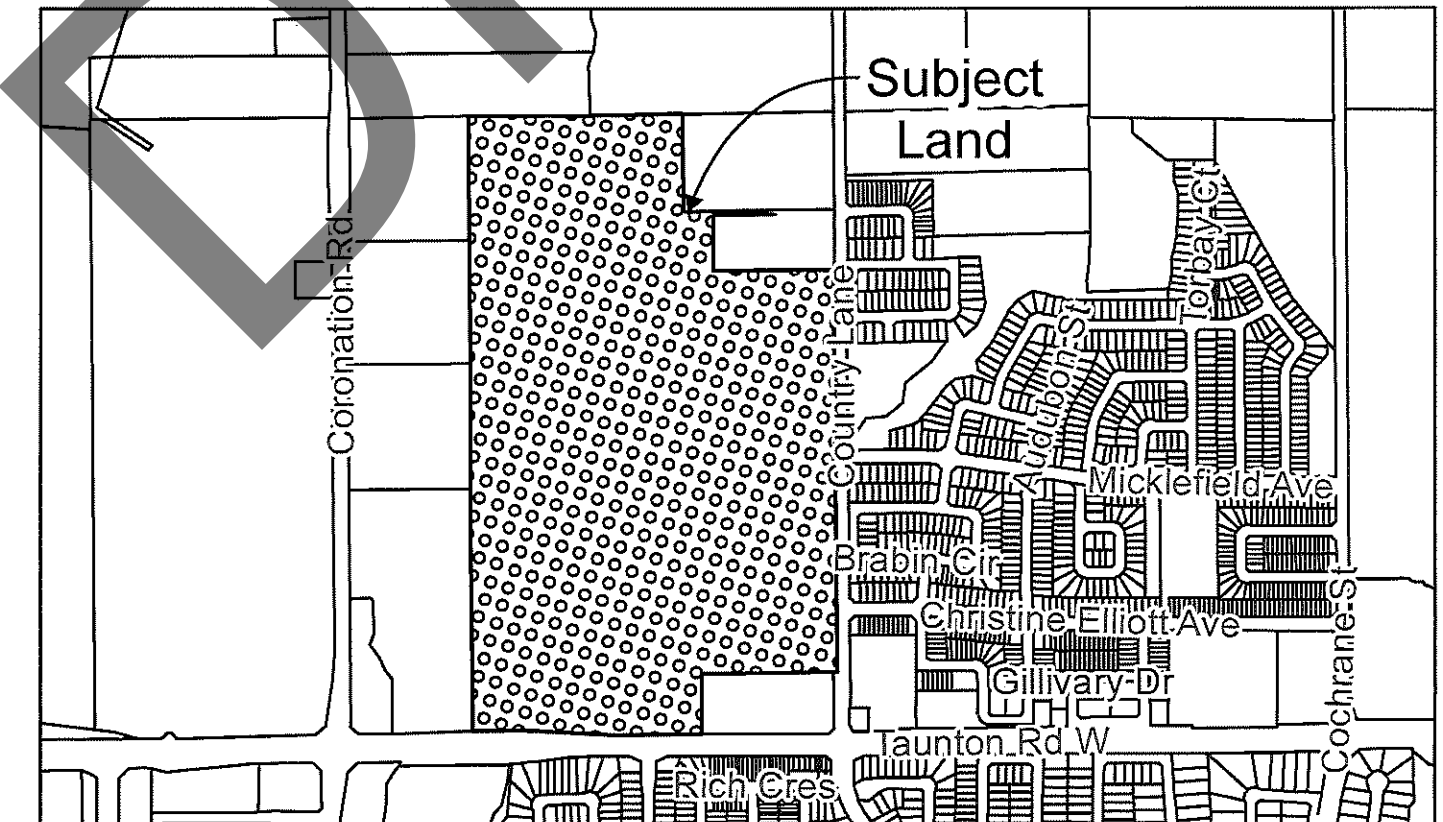 Subject
Land
Torbay Ct
Coronation Rd
Country Lane
Audubon St
Micklefield Ave
Brabin Cir
Christine Elliott Ave
Gillivary Dr
Cochrane St
Taunton Rd W
Rich Cres